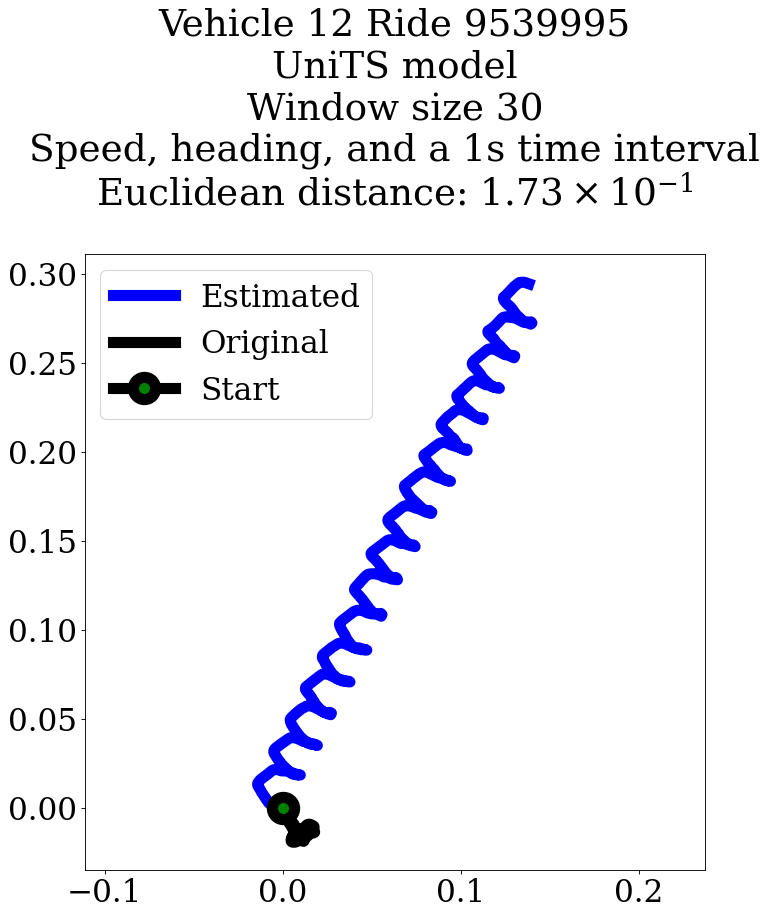 Vehicle 12 Ride 9539995
UniTS model
Window size 30
Speed, heading, and a 1s time interval
Euclidean distance: 1.73 × 10⁻¹
0.30
0.25
0.20
0.15
0.10
0.05
0.00
Estimated
Original
Start
−0.1
0.0
0.1
0.2